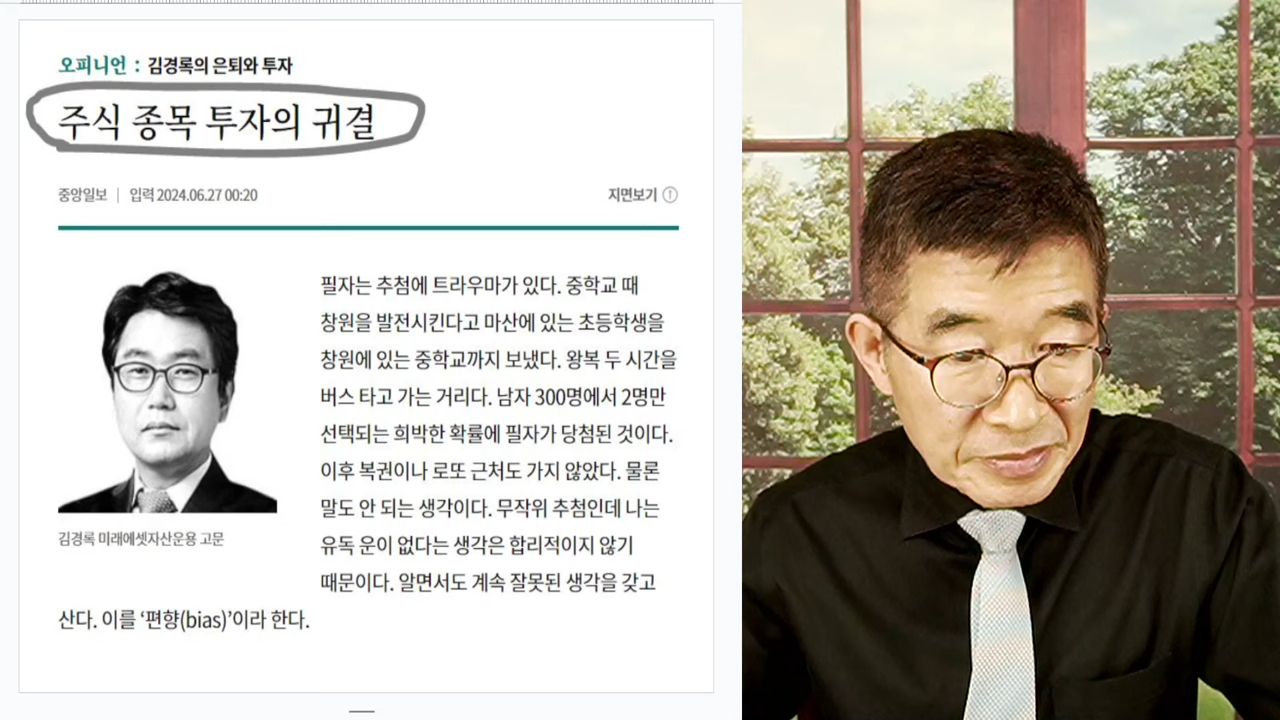 오피니언 : 김경록의 은퇴와 투자
주식 종목 투자의 귀결
중앙일보 | 입력 2024.06.27 00:20
지면보기 ①
필자는 추첨에 트라우마가 있다. 중학교 때
창원을 발전시킨다고 마산에 있는 초등학생을
창원에 있는 중학교까지 보냈다. 왕복 두 시간을
버스 타고 가는 거리다. 남자 300명에서 2명만
선택되는 희박한 확률에 필자가 당첨된 것이다.
이후 복권이나 로또 근처도 가지 않았다. 물론
말도 안 되는 생각이다. 무작위 추첨인데 나는
유독 운이 없다는 생각은 합리적이지 않기
때문이다. 알면서도 계속 잘못된 생각을 갖고
산다. 이를 ‘편향(bias)’이라 한다.
김경록 미래에셋자산운용 고문